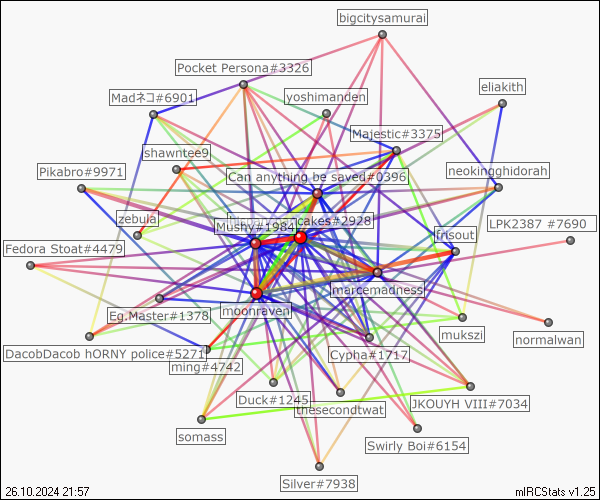 bigcitysamurai
Pocket Persona#3326
eliakith
Madネコ#6901
yoshimanden
Majestic#3375
shawntee9
Pikabro#9971
Can anything be saved#0396
neokingghidorah
zebula
Mushy#1984
cakes#2928
LPK2387 #7690
frisout
Fedora Stoat#4479
marcemadness
Eg.Master#1378
moonraven
mukszi
normalwan
DacobDacob hORNY police#5271
Cypha#1717
ming#4742
Duck#1245
thesecondtwat
JKOUYH VIII#7034
somass
Swirly Boi#6154
Silver#7938
26.10.2024 21:57
mIRCStats v1.25